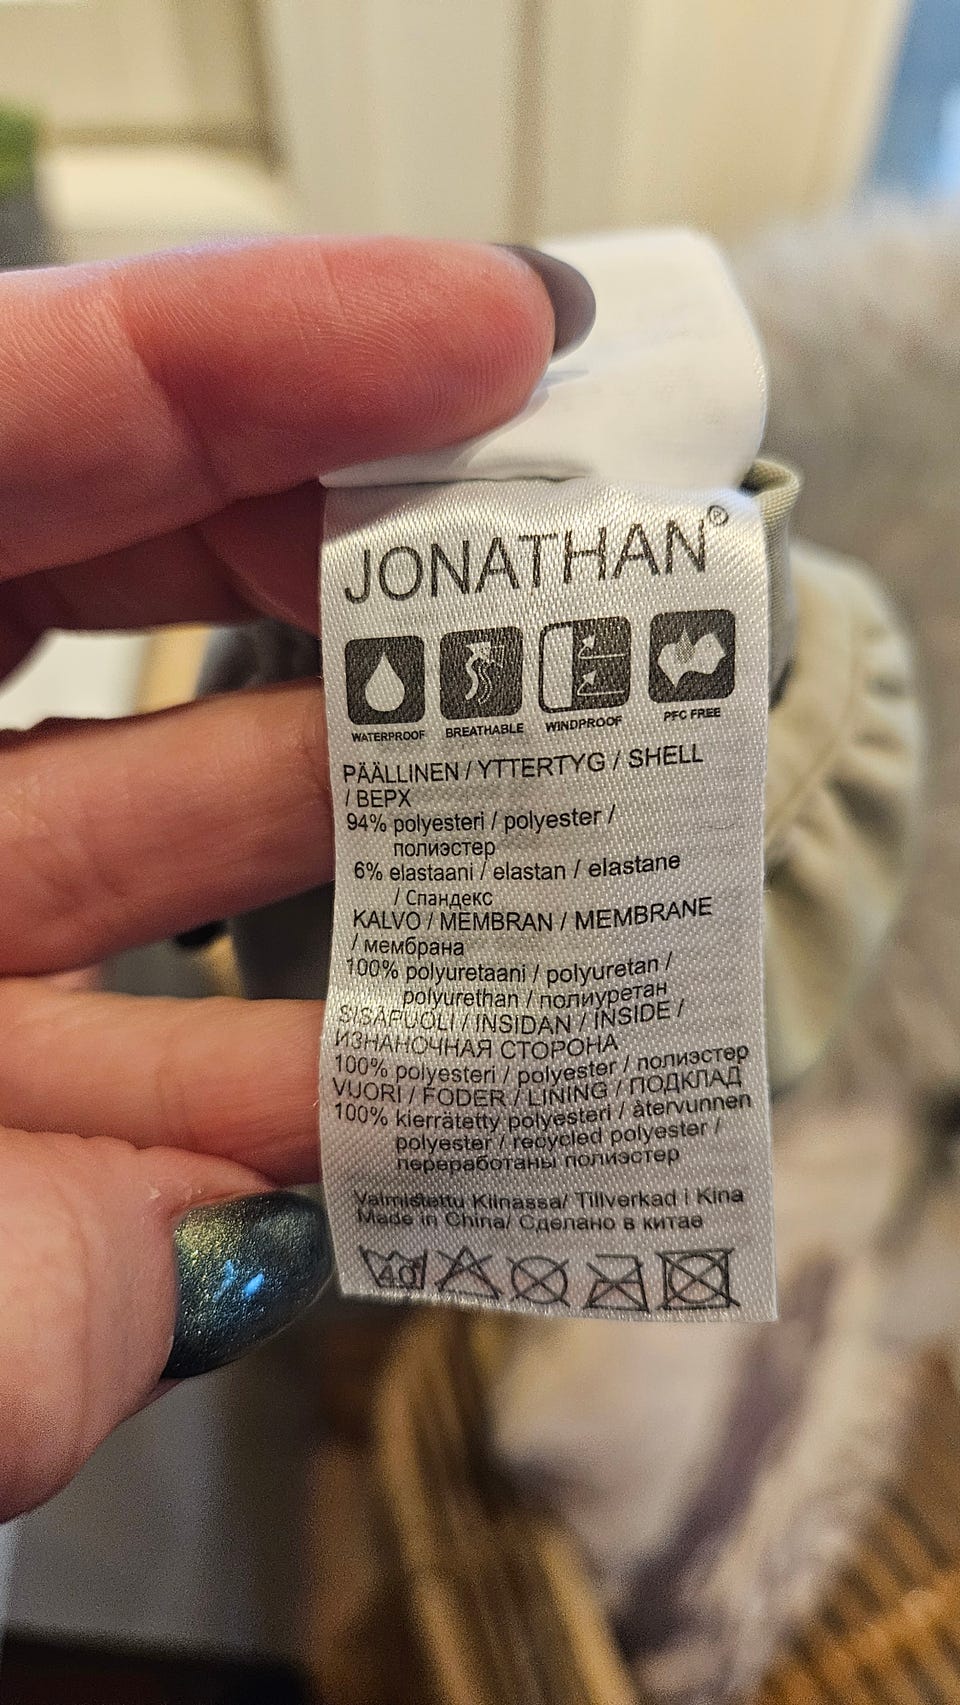 JONATHAN®
WATERPROOF BREATHABLE WINDPROOF PFC FREE
PÄÄLLINEN / YTTERTYG / SHELL
/ ВЕРХ
94% polyesteri / polyester /
полиэстер
6% elastaani / elastan / elastane
/ Спандекс
KALVO / MEMBRAN / MEMBRANE
/ мембрана
100% polyuretaani / polyuretan /
polyurethan / полиуретан
SISÄPUOLI / INSIDAN / INSIDE /
ИЗНАНОЧНАЯ СТОРОНА
100% polyesteri / polyester / полиэстер
VUORI / FODER / LINING / ПОДКЛАД
100% kierrätetty polyesteri / återvunnen
polyester / recycled polyester /
переработаны полиэстер
Valmistettu Kiinassa/ Tillverkad i Kina
Made in China/ Сделано в китае
40°